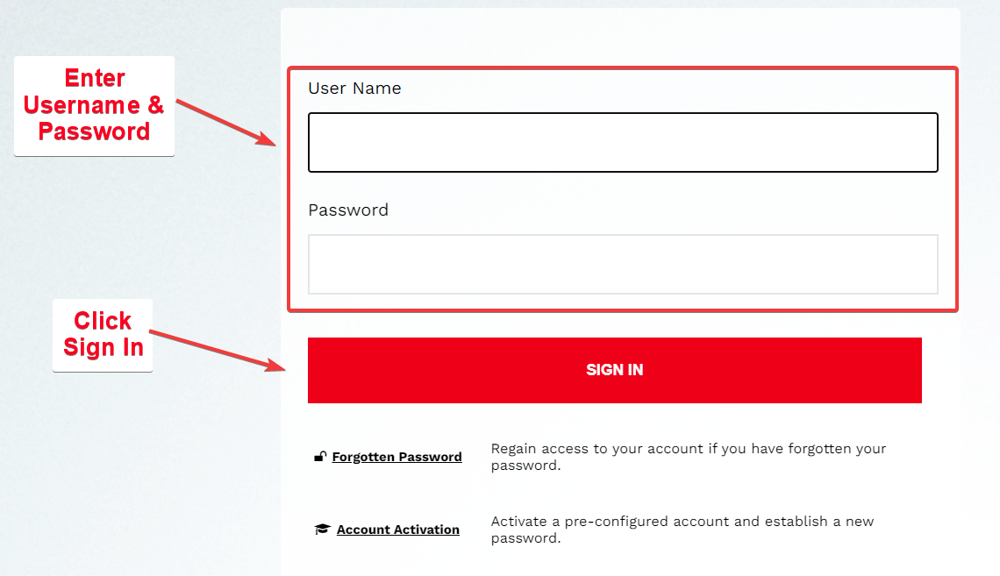 Enter
Username &
Password
User Name
Password
Click
Sign In
SIGN IN
Forgotten Password
Regain access to your account if you have forgotten your
password.
Account Activation
Activate a pre-configured account and establish a new
password.